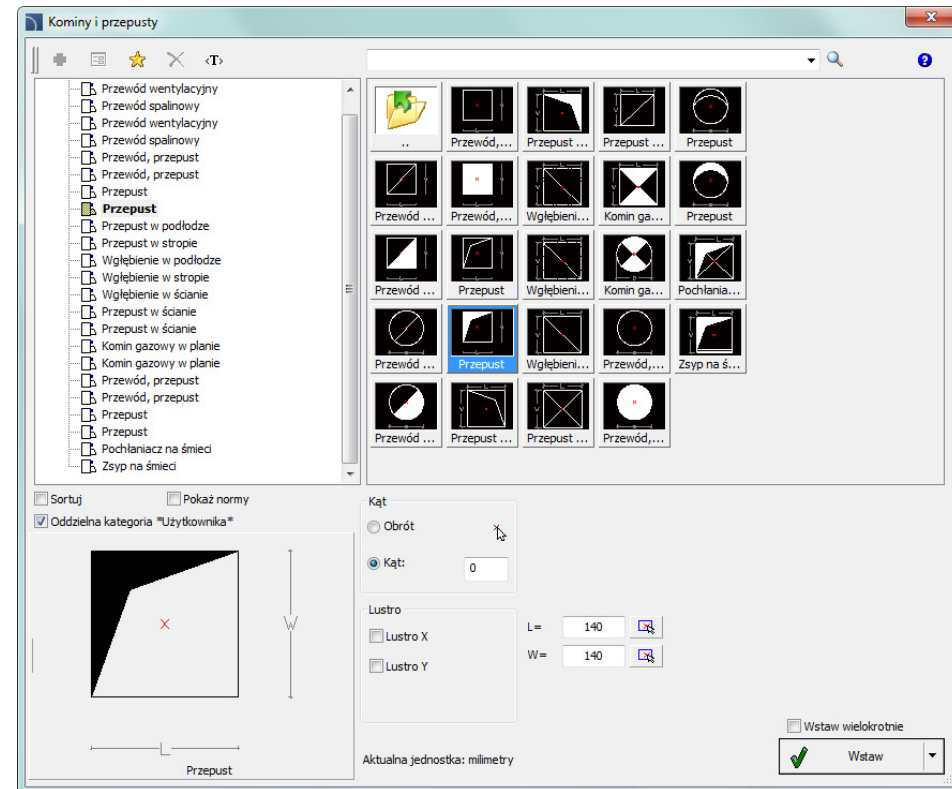 Kominy i przepusty
‹T›
Przewód wentylacyjny
Przewód spalinowy
Przewód wentylacyjny
Przewód spalinowy
Przewód, przepust
Przewód, przepust
Przepust
Przepust
Przepust w podłodze
Przepust w stropie
Wgłębienie w podłodze
Wgłębienie w stropie
Wgłębienie w ścianie
Przepust w ścianie
Przepust w ścianie
Komin gazowy w planie
Komin gazowy w planie
Przewód, przepust
Przewód, przepust
Przepust
Przepust
Pochłaniacz na śmieci
Zsyp na śmieci
.. Przewód,... Przepust ... Przepust ... Przepust
Przewód ... Przewód,... Wgłębieni... Komin ga... Przepust
Przewód ... Przepust Wgłębieni... Komin ga... Pochłania...
Przewód ... Przepust Wgłębieni... Przewód,... Zsyp na ś...
Przewód ... Przepust ... Przepust ... Przewód,...
Sortuj Pokaż normy
Oddzielna kategoria *Użytkownika*
W
L
Przepust
Kąt
Obrót
Kąt: 0
Lustro
Lustro X
Lustro Y
L= 140
W= 140
Aktualna jednostka: milimetry
Wstaw wielokrotnie
Wstaw